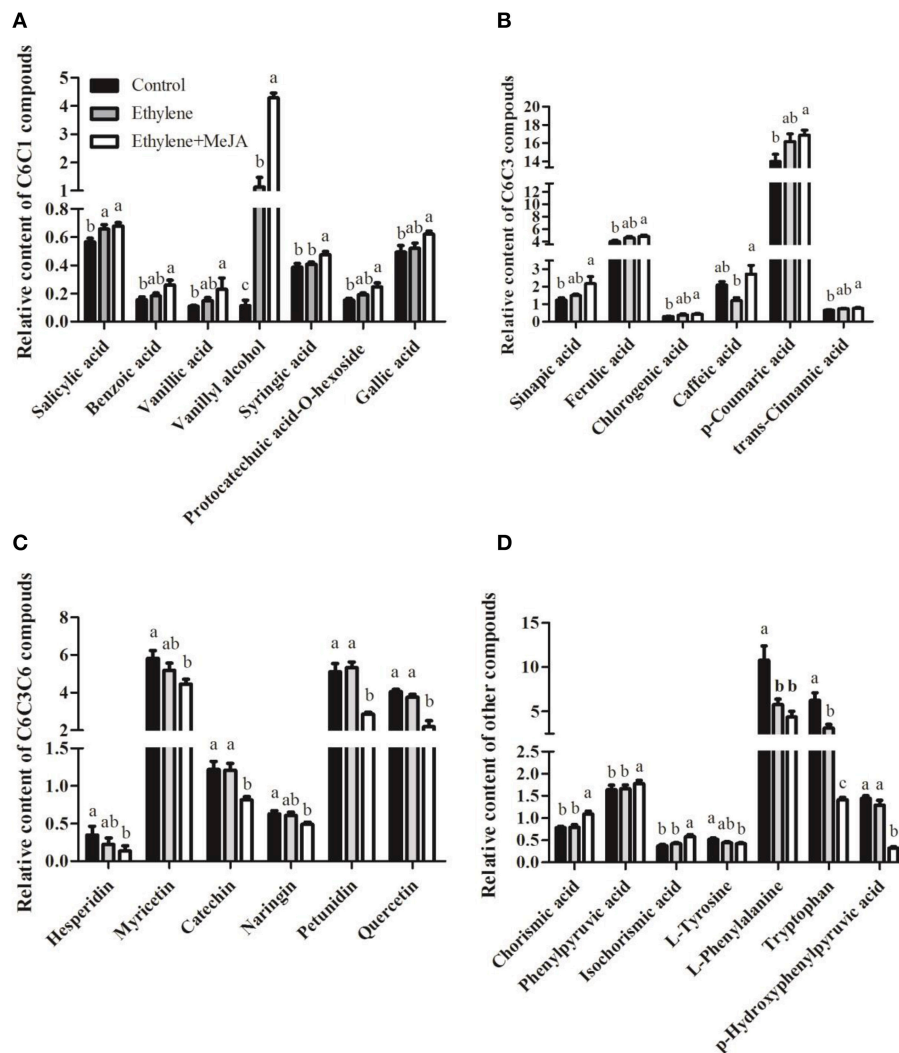 A
Relative content of C6C1 compouds
Control
Ethylene
Ethylene+MeJA
5
4
3
2
1
0.8
0.6
0.4
0.2
0.0
b a a
b ab a
b ab a
c b a
b b a
b ab a
b ab a
Salicylic acid
Benzoic acid
Vanillic acid
Vanillyl alcohol
Syringic acid
Protocatechuic acid-O-hexoside
Gallic acid
B
Relative content of C6C3 compouds
20
18
16
14
12
10
8
6
4
3
2
1
0
b ab a
b ab a
b ab a
ab b a
b ab a
b ab a
Sinapic acid
Ferulic acid
Chlorogenic acid
Caffeic acid
p-Coumaric acid
trans-Cinnamic acid
C
Relative content of C6C3C6 compouds
8
6
4
2
1.5
1.0
0.5
0.0
a ab b
a ab b
a a b
a ab b
a a b
a a b
Hesperidin
Myricetin
Catechin
Naringin
Petunidin
Quercetin
D
Relative content of other compouds
15
10
5
2.5
2.0
1.5
1.0
0.5
0.0
b b a
b b a
b b a
a ab b
a b b
a b c
a a b
Chorismic acid
Phenylpyruvic acid
Isochorismic acid
L-Tyrosine
L-Phenylalanine
Tryptophan
p-Hydroxyphenylpyruvic acid